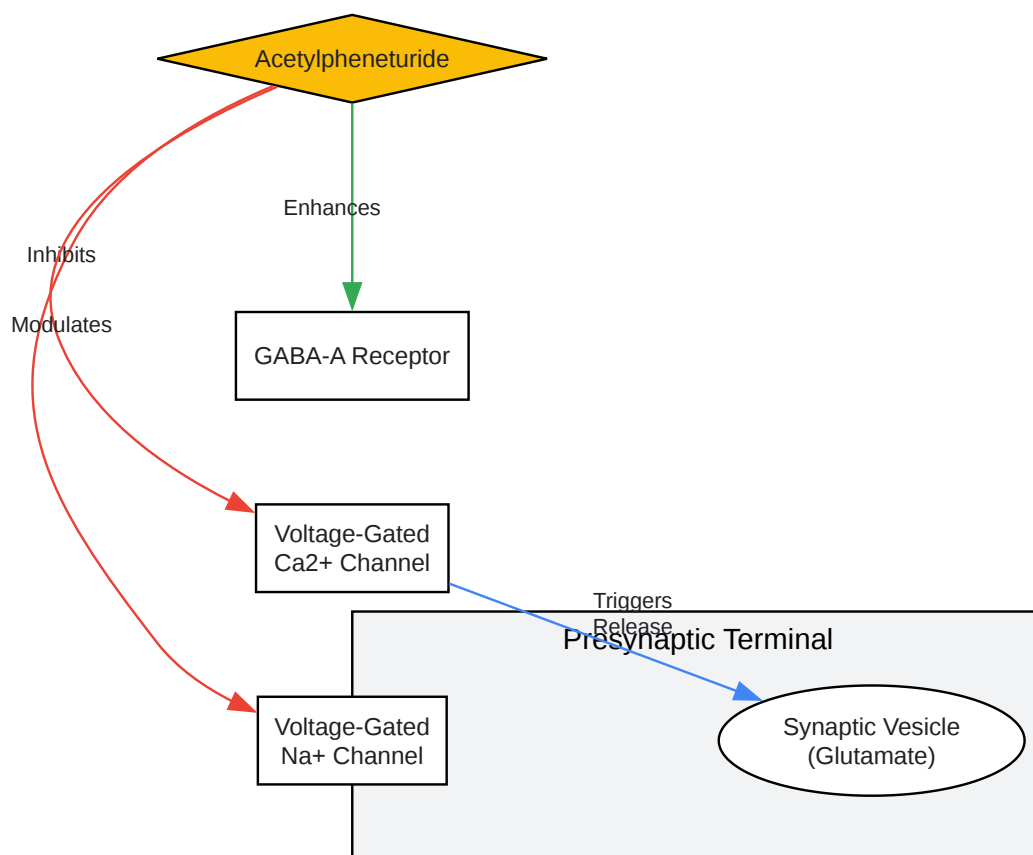 Acetylpheneturide
Enhances
Inhibits
Modulates
GABA-A Receptor
Voltage-Gated
Ca2+ Channel
Triggers
Release
Presynaptic Terminal
Voltage-Gated
Na+ Channel
Synaptic Vesicle
(Glutamate)